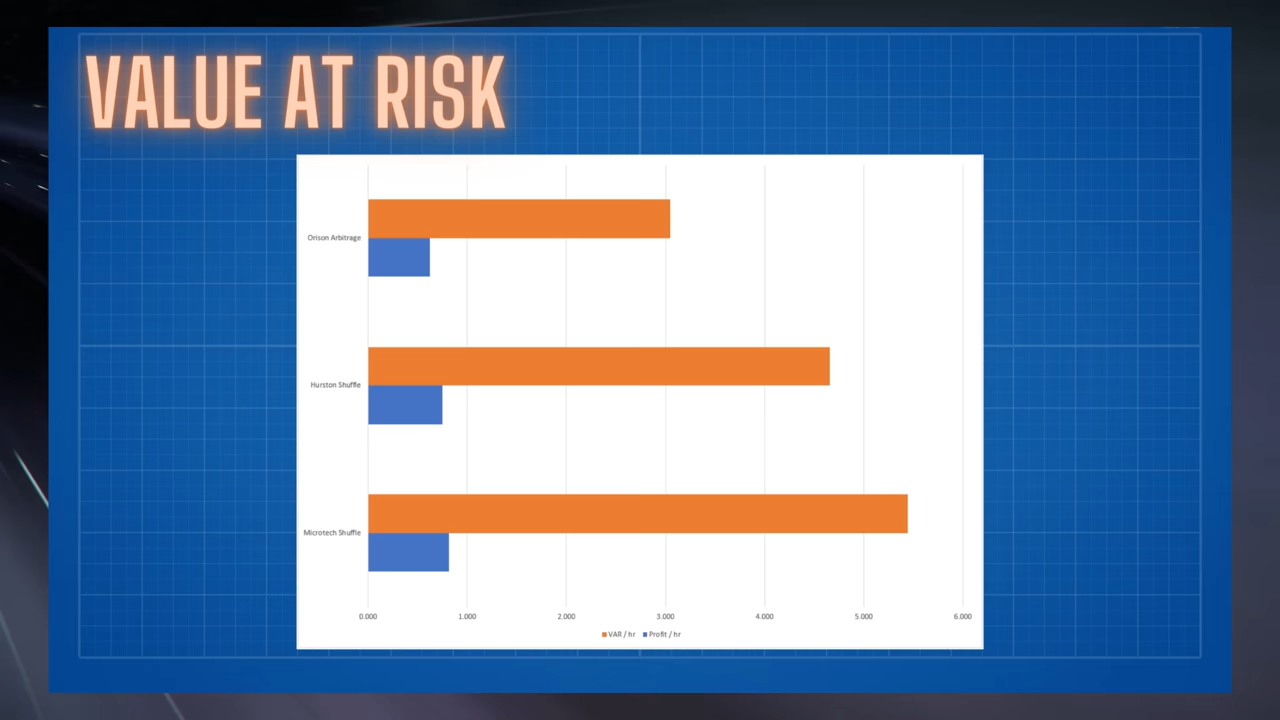 VALUE AT RISK
Orison Arbitrage
Hurston Shuffle
Microtech Shuffle
0.000 1.000 2.000 3.000 4.000 5.000 6.000
VAR / hr Profit / hr